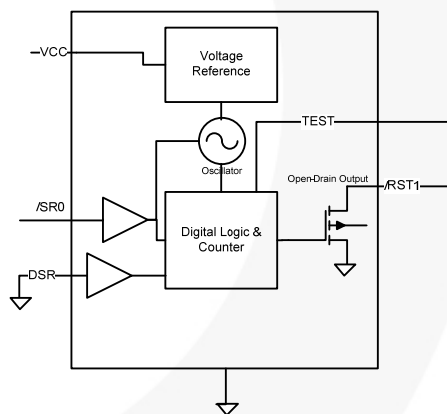 VCC
Voltage
Reference
TEST
Oscillator
Open-Drain Output
/RST1
/SR0
Digital Logic &
Counter
DSR